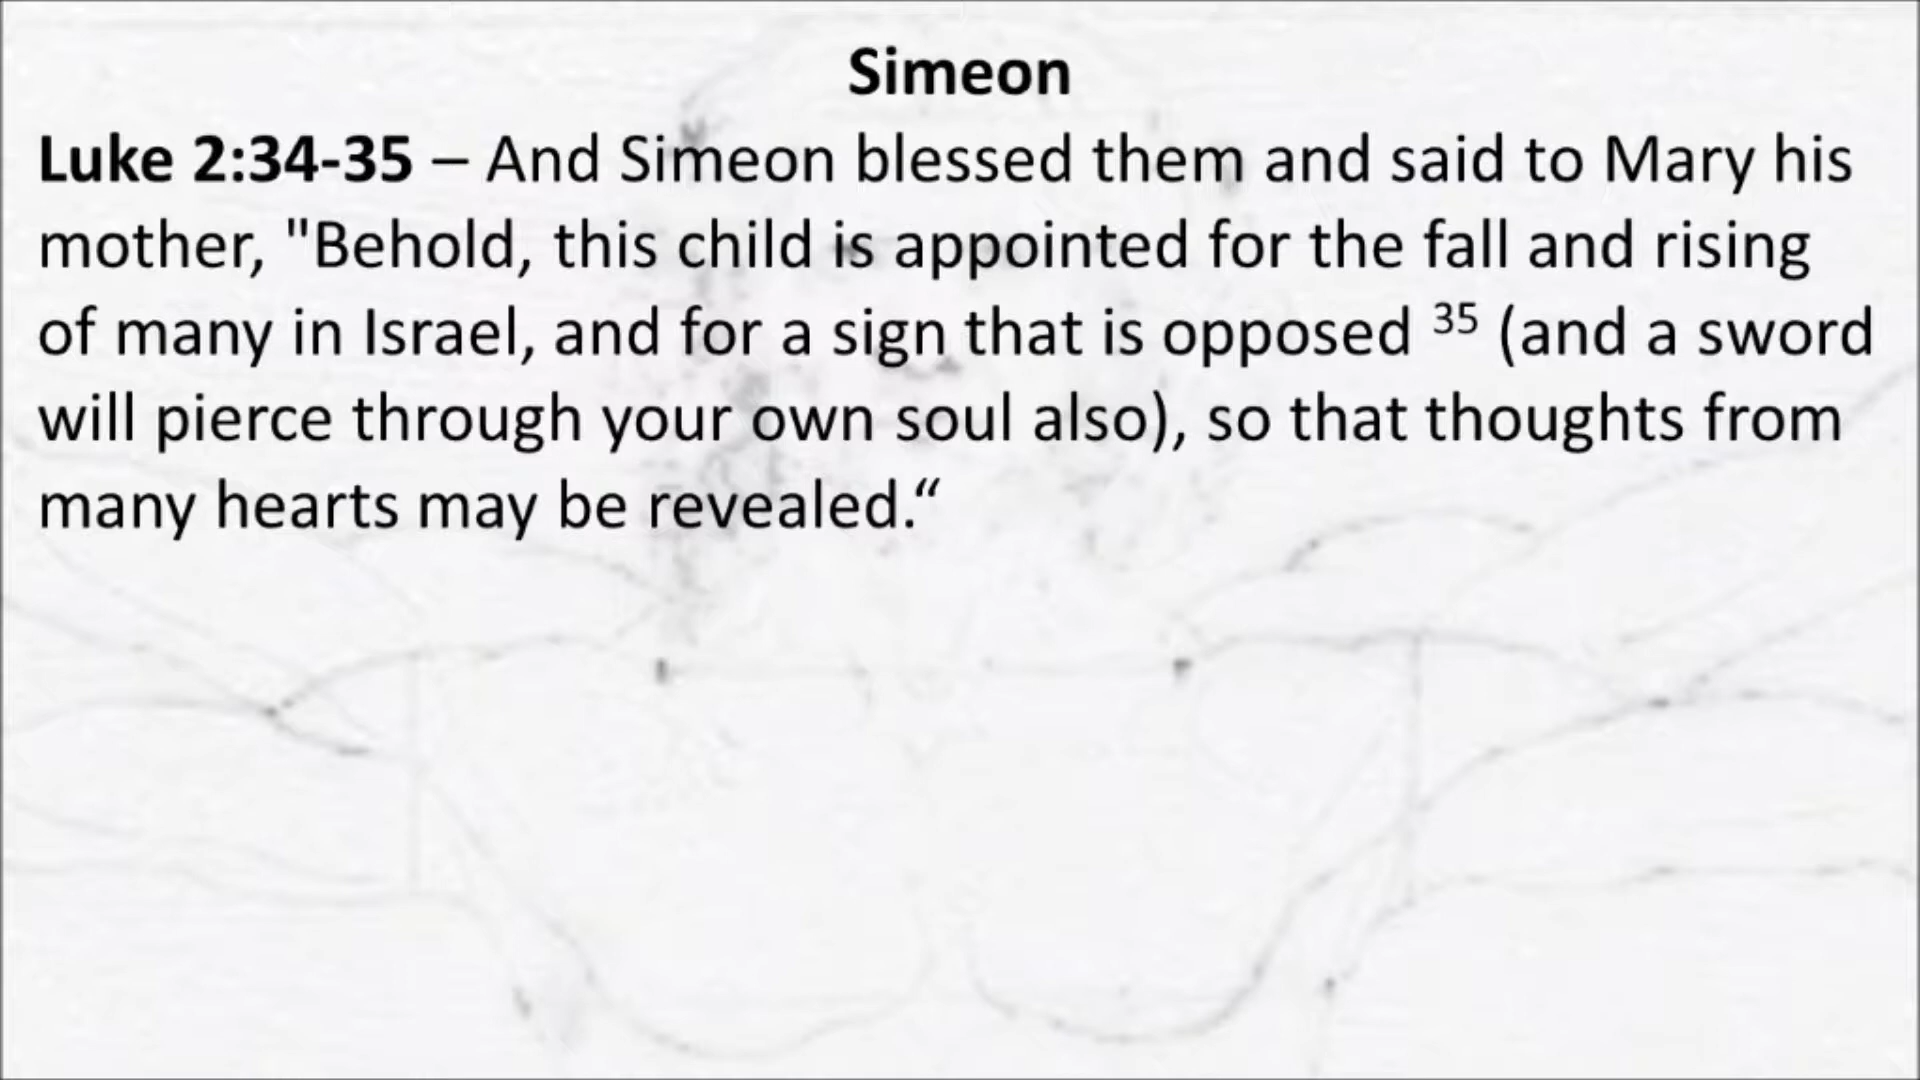 Simeon
Luke 2:34-35 – And Simeon blessed them and said to Mary his
mother, "Behold, this child is appointed for the fall and rising
of many in Israel, and for a sign that is opposed ³⁵ (and a sword
will pierce through your own soul also), so that thoughts from
many hearts may be revealed.“